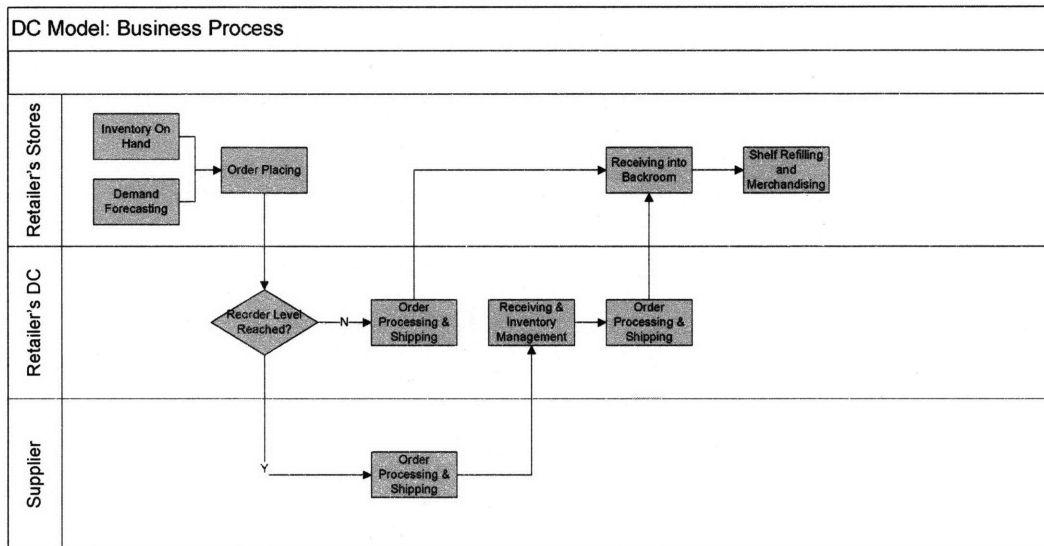 DC Model: Business Process
Retailer's Stores
Inventory On
Hand
Demand
Forecasting
Order Placing
Receiving into
Backroom
Shelf Refilling
and
Merchandising
Retailer's DC
Reorder Level
Reached?
N
Order
Processing &
Shipping
Receiving &
Inventory
Management
Order
Processing &
Shipping
Supplier
Y
Order
Processing &
Shipping